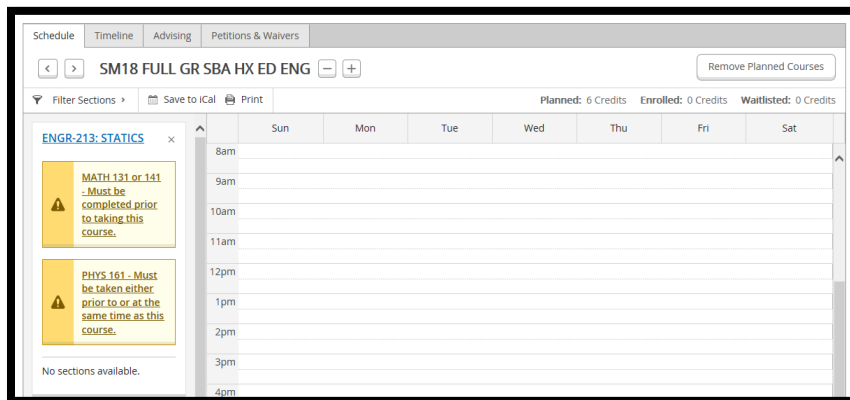 Schedule Timeline Advising Petitions & Waivers
SM18 FULL GR SBA HX ED ENG
Remove Planned Courses
Filter Sections Save to iCal Print
Planned: 6 Credits Enrolled: 0 Credits Waitlisted: 0 Credits
ENGR-213: STATICS
MATH 131 or 141
- Must be
completed prior
to taking this
course.
PHYS 161 - Must
be taken either
prior to or at the
same time as this
course.
No sections available.
Sun Mon Tue Wed Thu Fri Sat
8am
9am
10am
11am
12pm
1pm
2pm
3pm
4pm